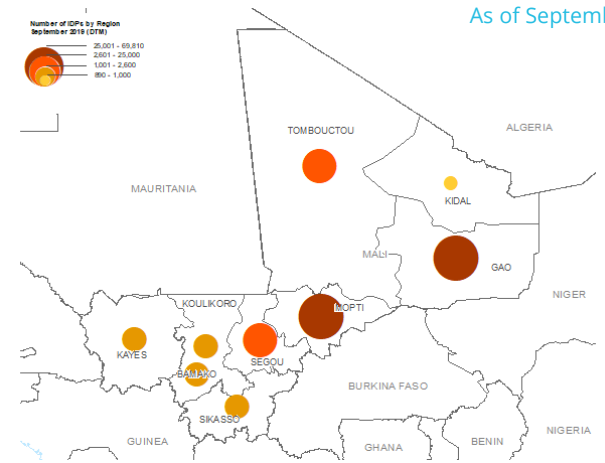 As of Septemb
Number of IDPs by Region
September 2019 (DTM)
25,001 - 69,810
2,601 - 25,000
1,001 - 2,600
890 - 1,000
TOMBOUCTOU
ALGERIA
MAURITANIA
KIDAL
MALI
GAO
NIGER
KOULIKORO
MOPTI
KAYES
SEGOU
BAMAKO
BURKINA FASO
SIKASSO
GUINEA
GHANA
BENIN
NIGERIA